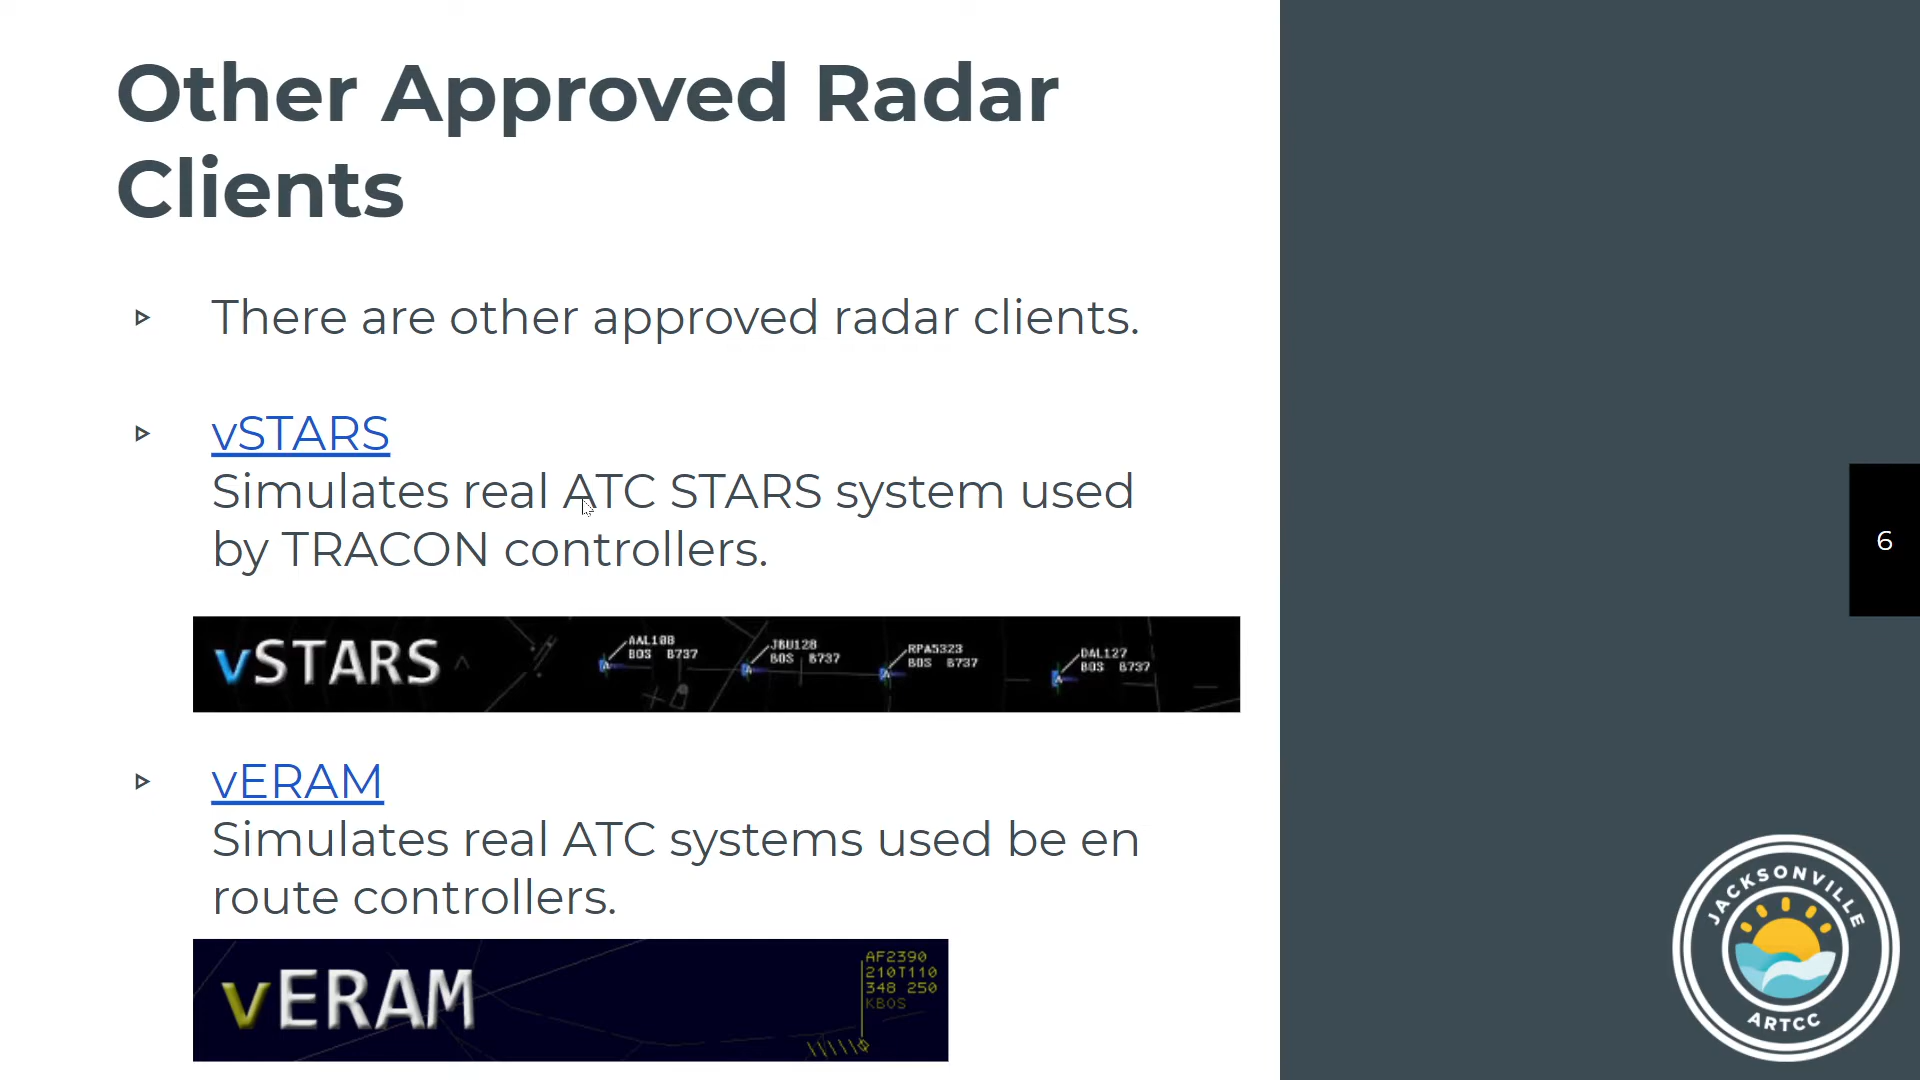 Other Approved Radar
Clients
There are other approved radar clients.
vSTARS
Simulates real ATC STARS system used
by TRACON controllers.
vSTARS
AAL108
BOS B737
JBU128
BOS B737
RPA5323
BOS B737
DAL127
BOS B737
vERAM
Simulates real ATC systems used be en
route controllers.
vERAM
AF2390
210T110
348 250
KBOS
6
JACKSONVILLE
ARTCC